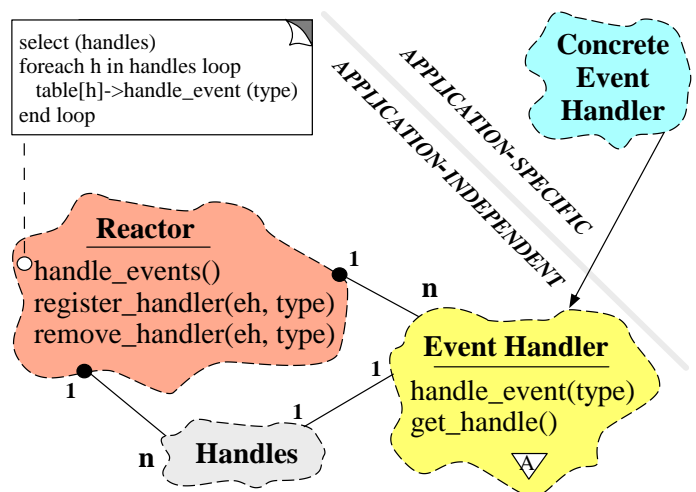 select (handles)
foreach h in handles loop
table[h]->handle_event (type)
end loop
Concrete
Event
Handler
APPLICATION-SPECIFIC
APPLICATION-INDEPENDENT
Reactor
handle_events()
register_handler(eh, type)
remove_handler(eh, type)
1
n
Event Handler
handle_event(type)
get_handle()
A
1
1
1
n
Handles